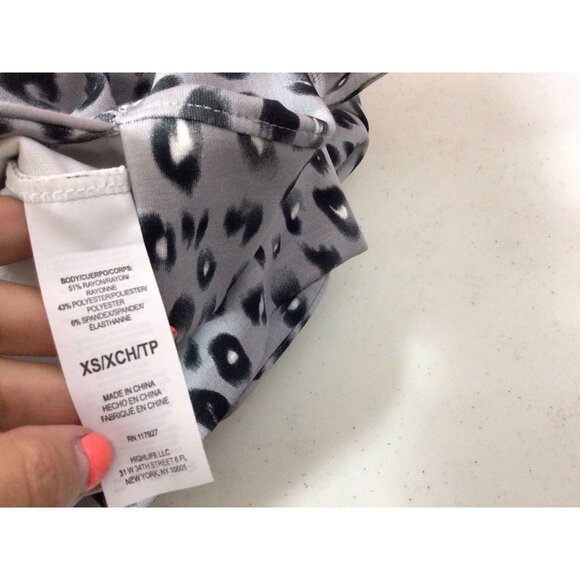 BODY/CUERPO/CORPS:
51% RAYON/RAYON/
RAYONNE
43% POLYESTER/POLIESTER/
POLYESTER
6% SPANDEX/SPANDEX/
ÉLASTHANNE
XS/XCH/TP
MADE IN CHINA
HECHO EN CHINA
FABRIQUÉ EN CHINE
RN 117927
HIGHLIFE LLC
31 W 34TH STREET 6 FL
NEW YORK, NY 10001